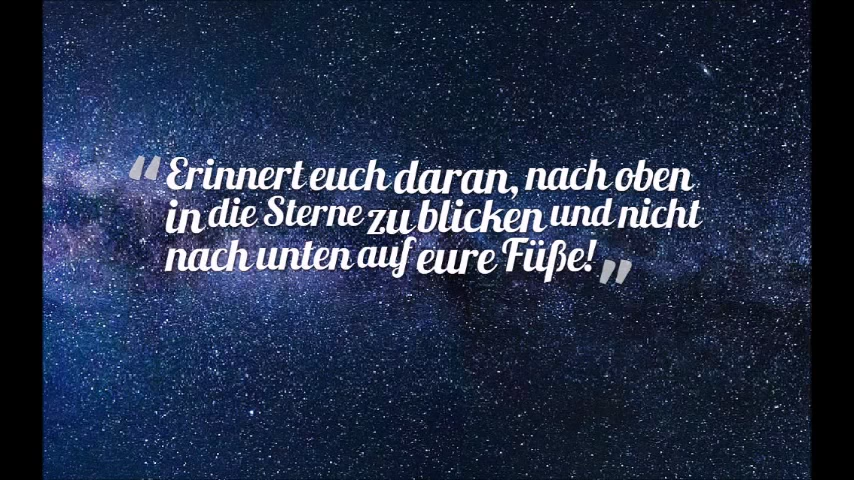 "Erinnert euch daran, nach oben
in die Sterne zu blicken und nicht
nach unten auf eure Füße!"